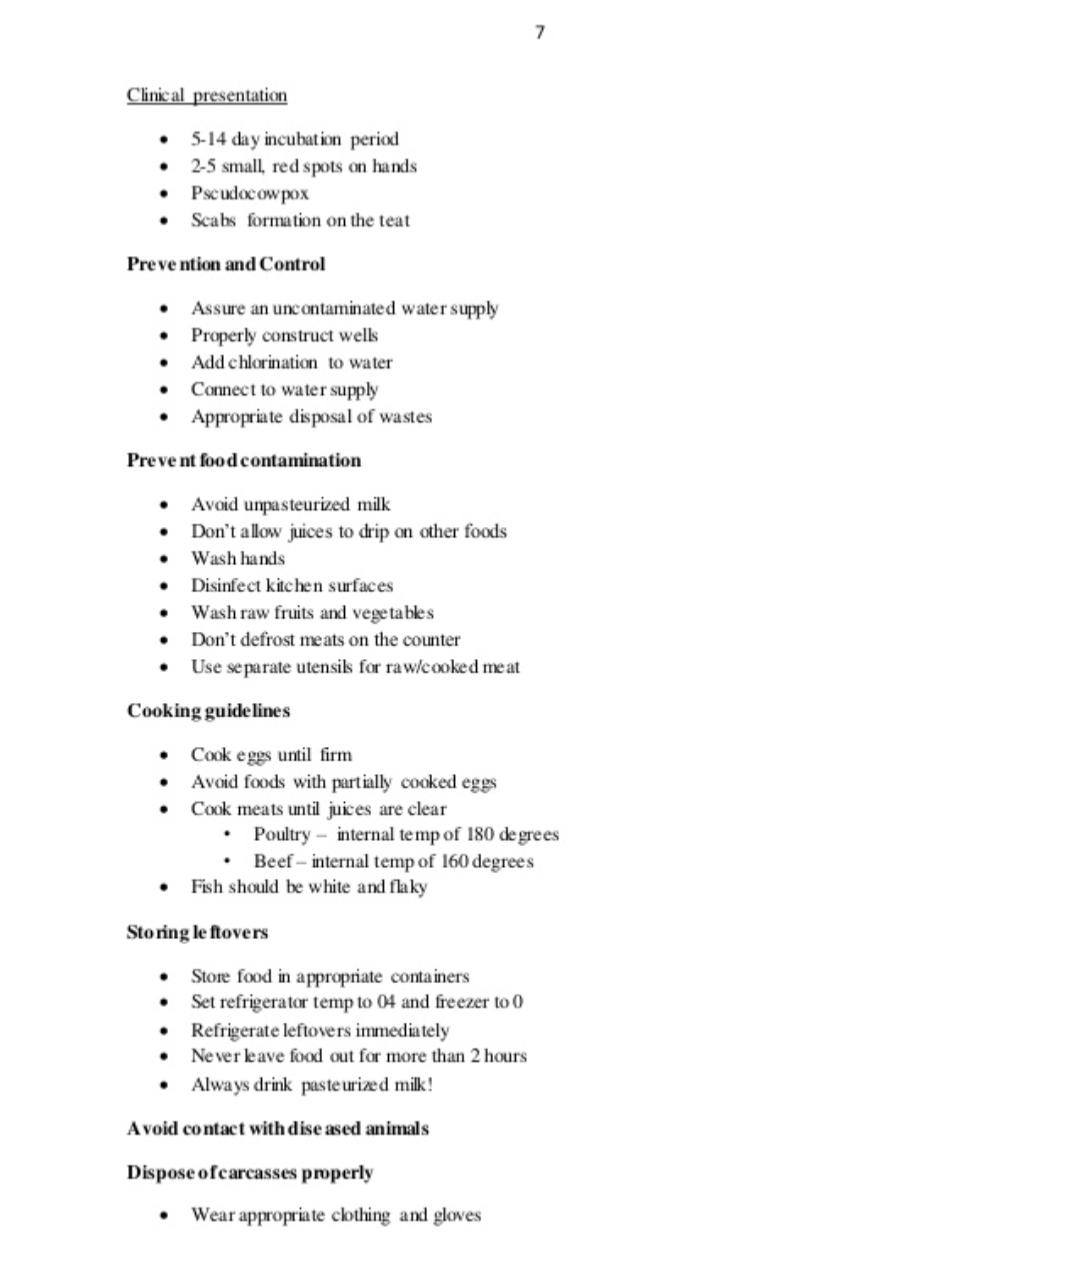 7
Clinical presentation
• 5-14 day incubation period
• 2-5 small, red spots on hands
• Pseudocowpox
• Scabs formation on the teat
Prevention and Control
• Assure an uncontaminated water supply
• Properly construct wells
• Add chlorination to water
• Connect to water supply
• Appropriate disposal of wastes
Prevent food contamination
• Avoid unpasteurized milk
• Don't allow juices to drip on other foods
• Wash hands
• Disinfect kitchen surfaces
• Wash raw fruits and vegetables
• Don't defrost meats on the counter
• Use separate utensils for raw/cooked meat
Cooking guidelines
• Cook eggs until firm
• Avoid foods with partially cooked eggs
• Cook meats until juices are clear
• Poultry – internal temp of 180 degrees
• Beef – internal temp of 160 degrees
• Fish should be white and flaky
Storing leftovers
• Store food in appropriate containers
• Set refrigerator temp to 04 and freezer to 0
• Refrigerate leftovers immediately
• Never leave food out for more than 2 hours
• Always drink pasteurized milk!
Avoid contact with diseased animals
Dispose of carcasses properly
• Wear appropriate clothing and gloves